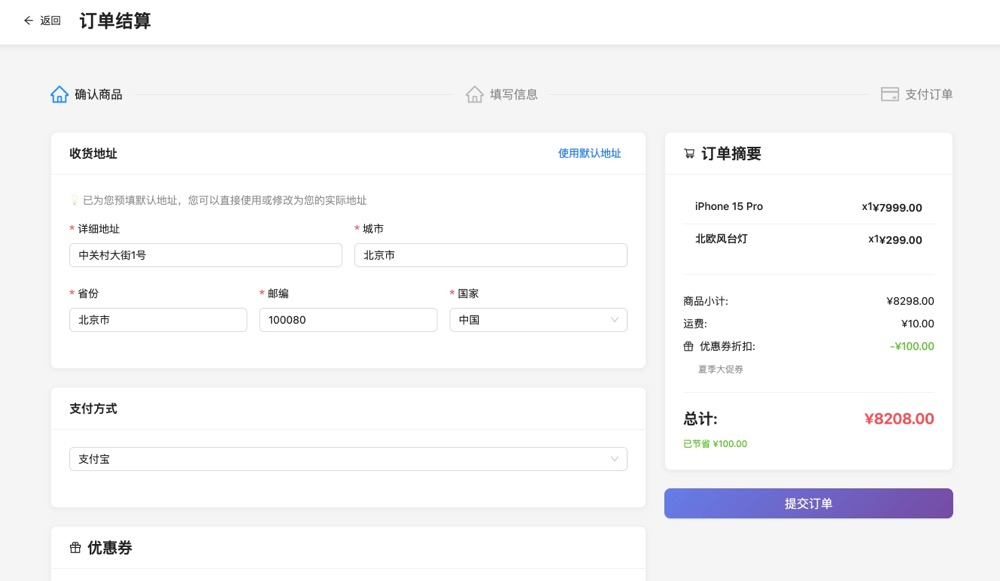 返回 订单结算
确认商品 填写信息 支付订单
收货地址 使用默认地址
已为您预填默认地址，您可以直接使用或修改为您的实际地址
* 详细地址 * 城市
中关村大街1号 北京市
* 省份 * 邮编 * 国家
北京市 100080 中国
支付方式
支付宝
优惠券
订单摘要
iPhone 15 Pro x1¥7999.00
北欧风台灯 x1¥299.00
商品小计: ¥8298.00
运费: ¥10.00
优惠券折扣: -¥100.00
夏季大促券
总计: ¥8208.00
已节省 ¥100.00
提交订单